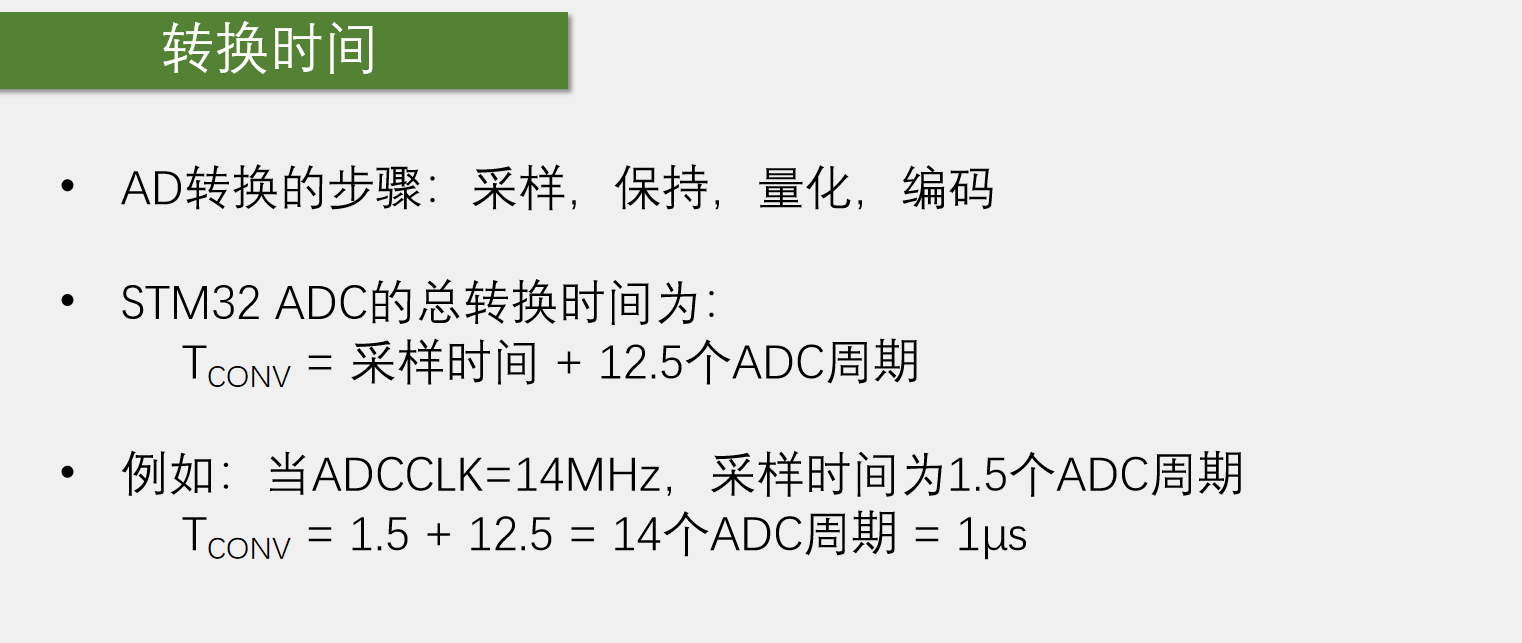 转换时间
• AD转换的步骤：采样，保持，量化，编码
• STM32 ADC的总转换时间为：
TCONV = 采样时间 + 12.5个ADC周期
• 例如：当ADCCLK=14MHz，采样时间为1.5个ADC周期
TCONV = 1.5 + 12.5 = 14个ADC周期 = 1μs